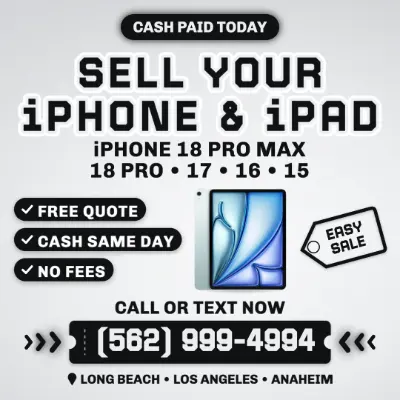 CASH PAID TODAY
SELL YOUR
iPHONE & iPAD
iPHONE 18 PRO MAX
18 PRO • 17 • 16 • 15
FREE QUOTE
CASH SAME DAY
NO FEES
EASY
SALE
CALL OR TEXT NOW
(562) 999-4994
LONG BEACH • LOS ANGELES • ANAHEIM